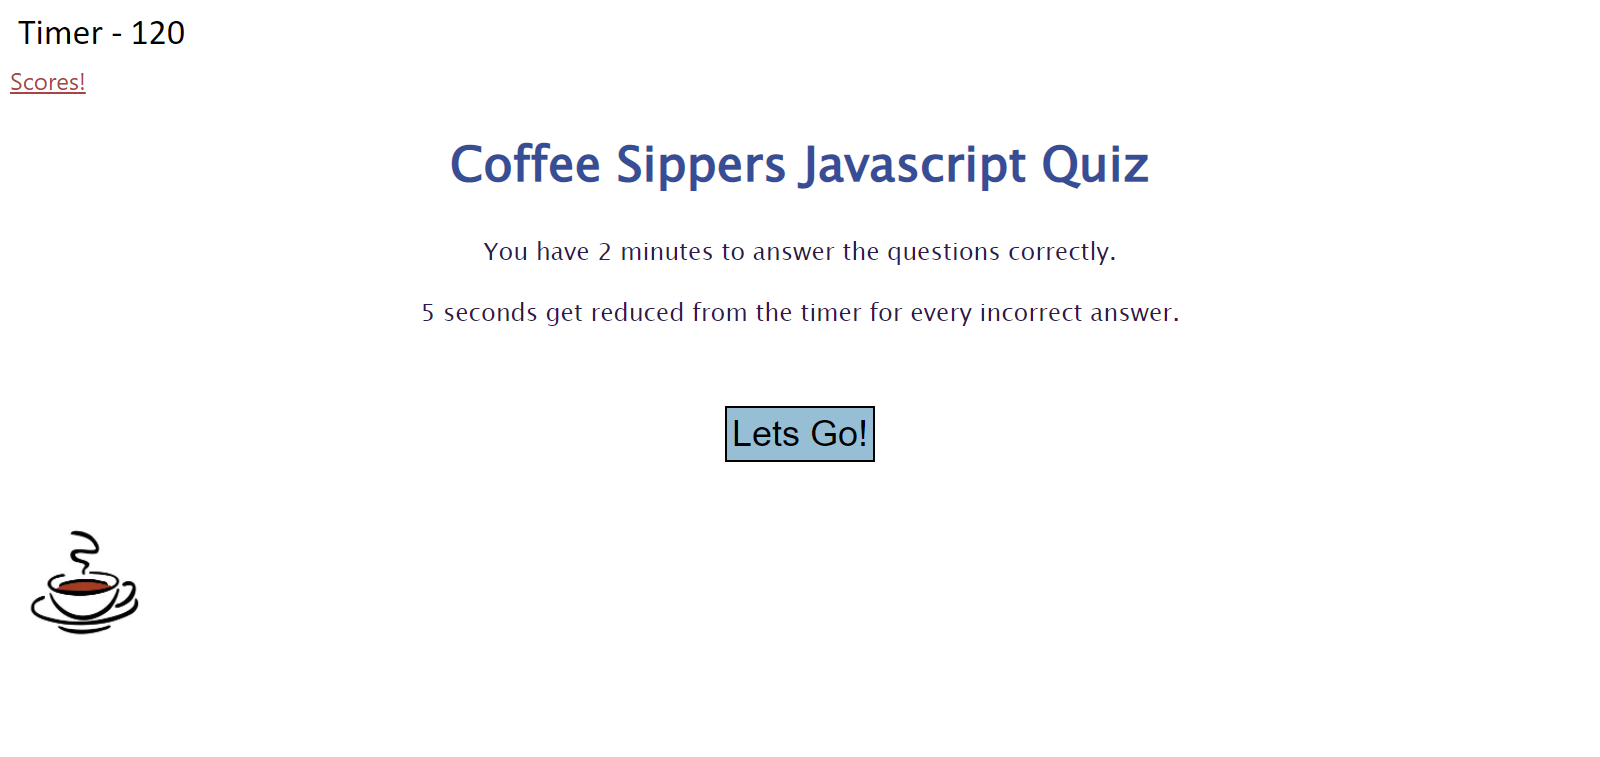 Timer - 120
Scores!
Coffee Sippers Javascript Quiz
You have 2 minutes to answer the questions correctly.
5 seconds get reduced from the timer for every incorrect answer.
Lets Go!